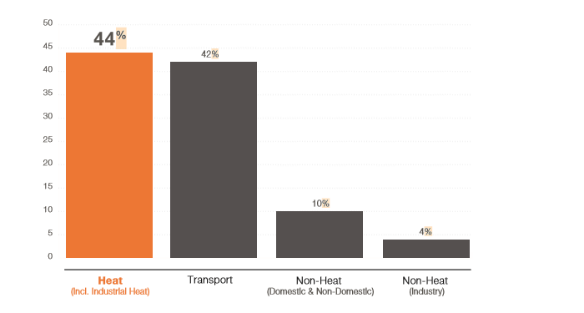 50
45
40
35
30
25
20
15
10
5
0
44%
42%
10%
4%
Heat
(Incl. Industrial Heat)
Transport
Non-Heat
(Domestic & Non-Domestic)
Non-Heat
(Industry)